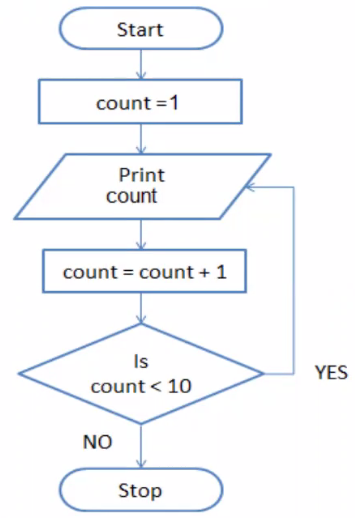 Start
count =1
Print
count
count = count + 1
Is
count < 10
YES
NO
Stop